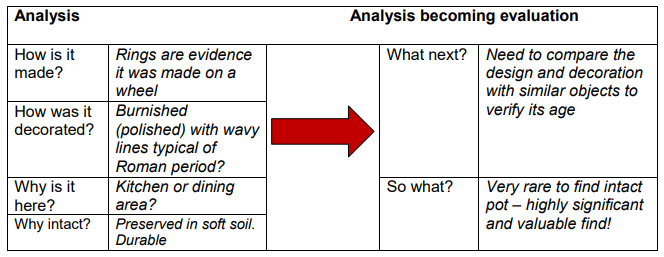 Analysis
Analysis becoming evaluation
How is it
made?
Rings are evidence
it was made on a
wheel
How was it
decorated?
Burnished
(polished) with wavy
lines typical of
Roman period?
Why is it
here?
Kitchen or dining
area?
Why intact?
Preserved in soft soil.
Durable
What next?
Need to compare the
design and decoration
with similar objects to
verify its age
So what?
Very rare to find intact
pot – highly significant
and valuable find!